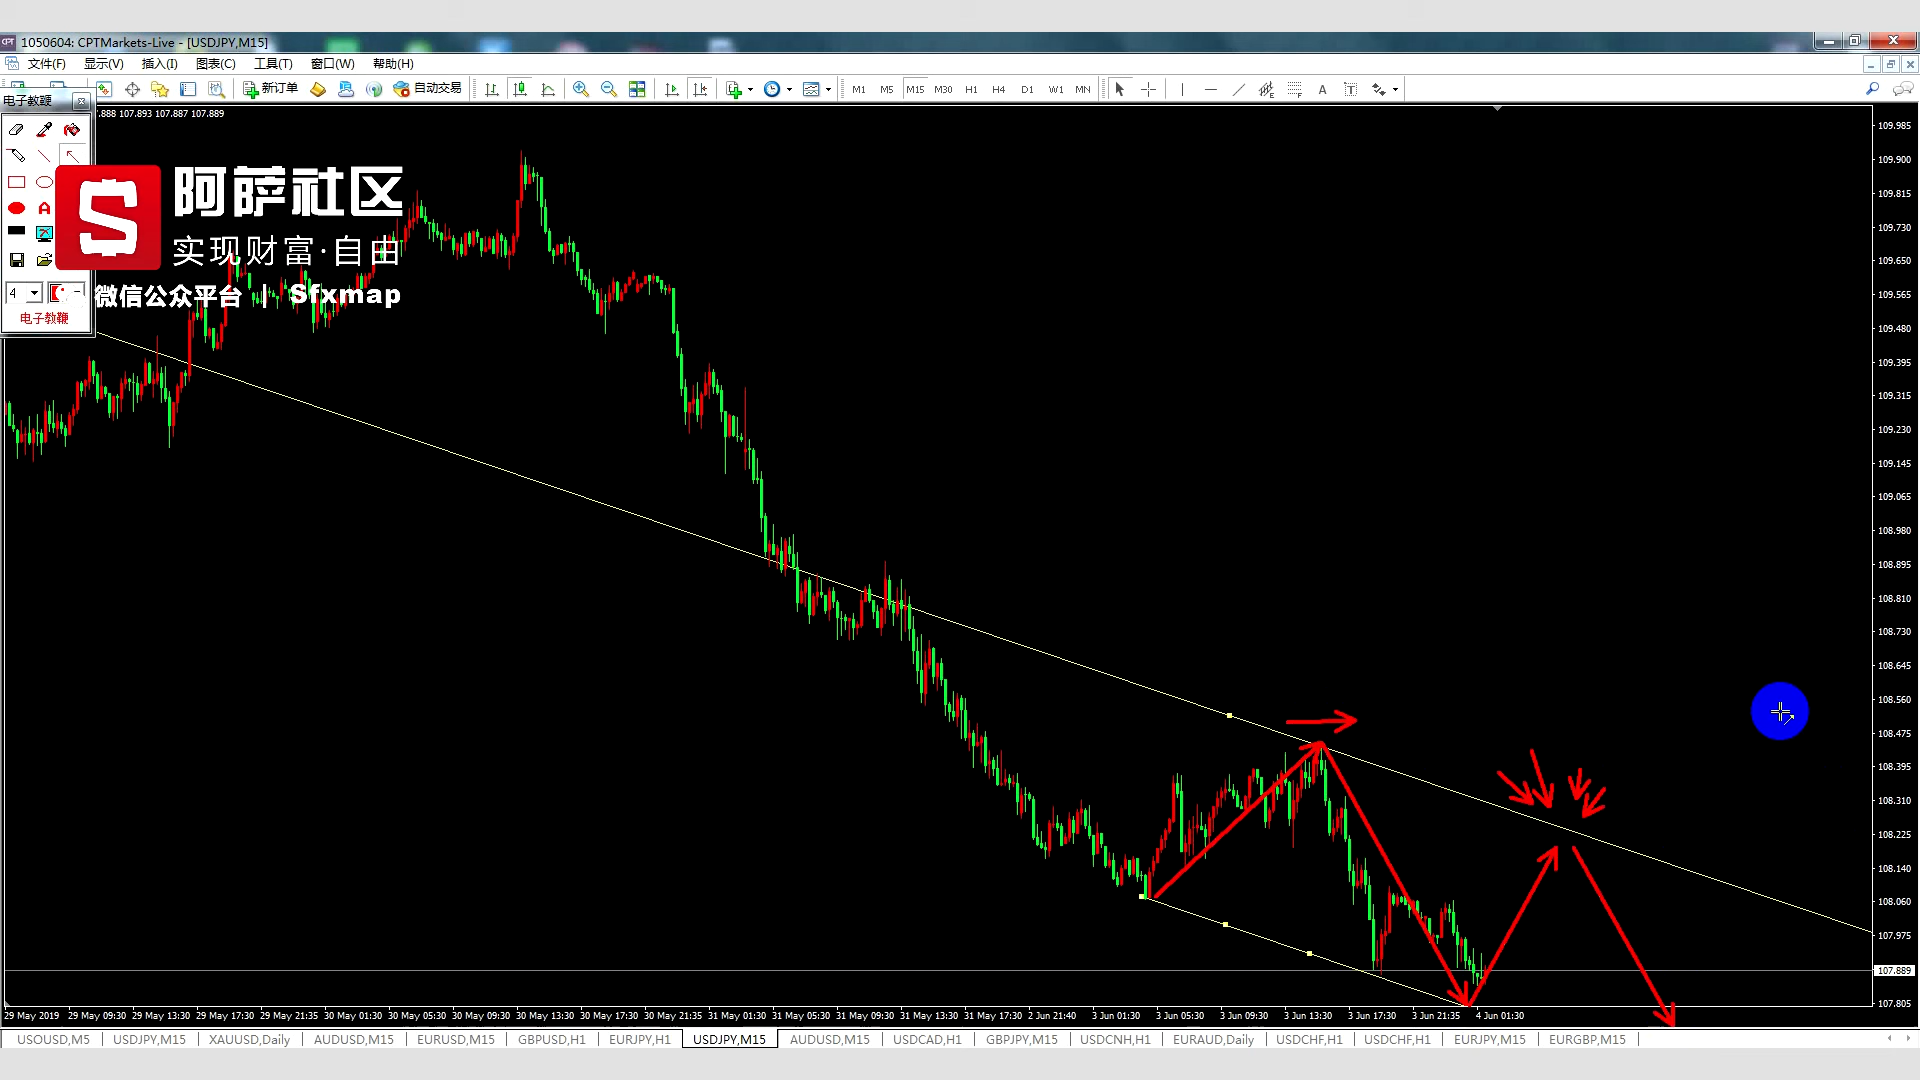 1050604: CPTMarkets-Live - [USDJPY,M15]
文件(F) 显示(V) 插入(I) 图表(C) 工具(T) 窗口(W) 帮助(H)
新订单 自动交易 M1 M5 M15 M30 H1 H4 D1 W1 MN
电子教鞭
.888 107.893 107.887 107.889
阿萨社区
实现财富·自由
微信公众平台 | Sfxmap
4
电子教鞭
109.985
109.900
109.815
109.730
109.650
109.565
109.480
109.395
109.315
109.230
109.145
109.065
108.980
108.895
108.810
108.730
108.645
108.560
108.475
108.395
108.310
108.225
108.140
108.060
107.975
107.889
107.805
29 May 2019 29 May 09:30 29 May 13:30 29 May 17:30 29 May 21:35 30 May 01:30 30 May 05:30 30 May 09:30 30 May 13:30 30 May 17:30 30 May 21:35 31 May 01:30 31 May 05:30 31 May 09:30 31 May 13:30 31 May 17:30 2 Jun 21:40 3 Jun 01:30 3 Jun 05:30 3 Jun 09:30 3 Jun 13:30 3 Jun 17:30 3 Jun 21:35 4 Jun 01:30
USOUSD,M5 USDJPY,M15 XAUUSD,Daily AUDUSD,M15 EURUSD,M15 GBPUSD,H1 EURJPY,H1 USDJPY,M15 AUDUSD,M15 USDCAD,H1 GBPJPY,M15 USDCNH,H1 EURAUD,Daily USDCHF,H1 USDCHF,H1 EURJPY,M15 EURGBP,M15